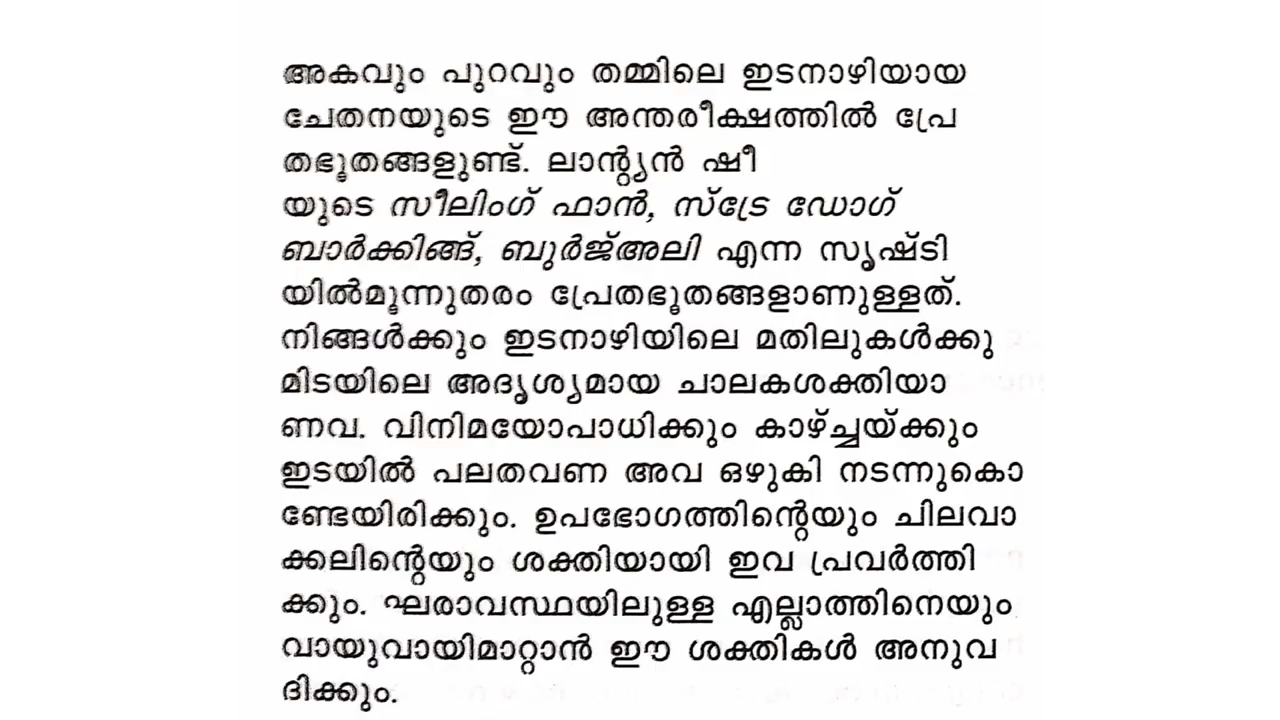 അകവും പുറവും തമ്മിലെ ഇടനാഴിയായ
ചേതനയുടെ ഈ അന്തരീക്ഷത്തിൽ പ്രേ
തഭൂതങ്ങളുണ്ട്. ലാന്റ്യൻ ഷീ
യുടെ സീലിംഗ് ഫാൻ, സ്ട്രേ ഡോഗ്
ബാർക്കിങ്ങ്, ബുർജ്അലി എന്ന സൃഷ്ടി
യിൽമൂന്നുതരം പ്രേതഭൂതങ്ങളാണുള്ളത്.
നിങ്ങൾക്കും ഇടനാഴിയിലെ മതിലുകൾക്കു
മിടയിലെ അദൃശ്യമായ ചാലകശക്തിയാ
ണവ. വിനിമയോപാധിക്കും കാഴ്ച്ചയ്ക്കും
ഇടയിൽ പലതവണ അവ ഒഴുകി നടന്നുകൊ
ണ്ടേയിരിക്കും. ഉപഭോഗത്തിന്റെയും ചിലവാ
ക്കലിന്റെയും ശക്തിയായി ഇവ പ്രവർത്തി
ക്കും. ഘരാവസ്ഥയിലുള്ള എല്ലാത്തിനെയും
വായുവായിമാറ്റാൻ ഈ ശക്തികൾ അനുവ
ദിക്കും.